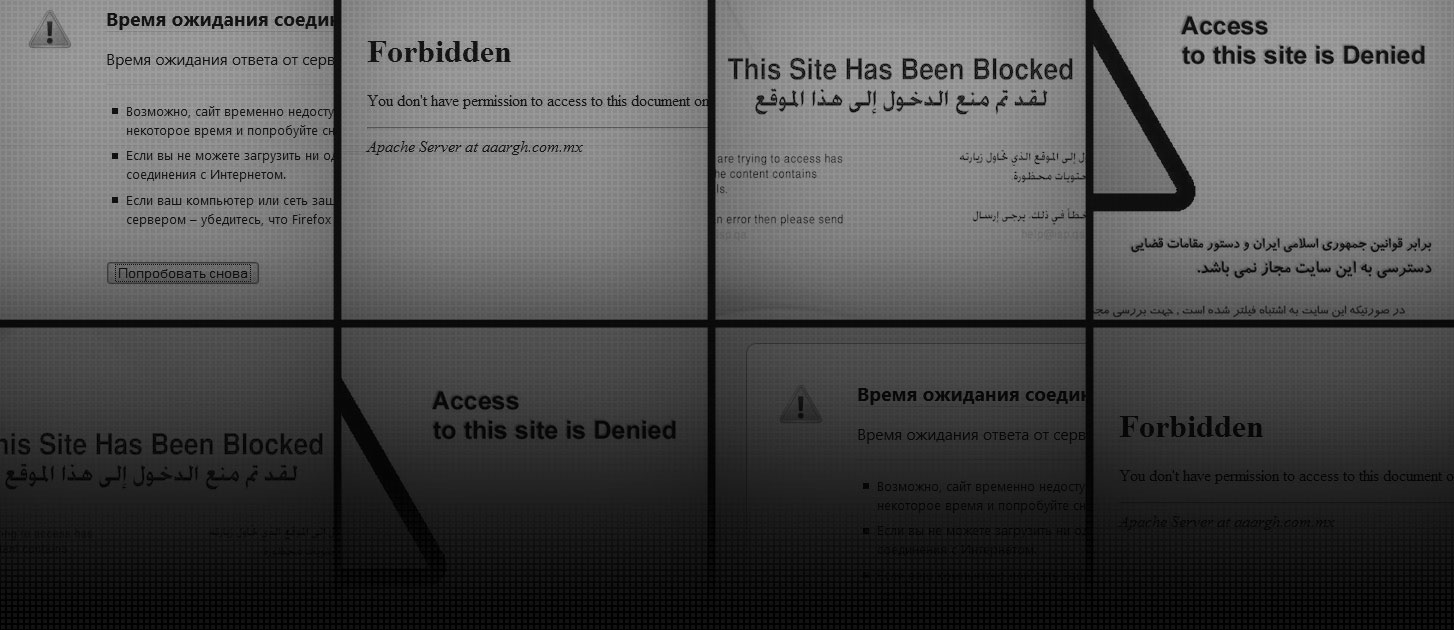 Время ожидания соеди
Время ожидания ответа от серв
Возможно, сайт временно недосту
некоторое время и попробуйте сн
Если вы не можете загрузить ни од
соединения с Интернетом.
Если ваш компьютер или сеть защ
сервером – убедитесь, что Firefox
Попробовать снова
Forbidden
You don't have permission to access to this document on
Apache Server at aaargh.com.mx
This Site Has Been Blocked
لقد تم منع الدخول إلى هذا الموقع
are trying to access has
he content contains
ls.
n error then please send
ل إلى الموقع الذي تحاول زيارته
حتويات محظورة
خطأ في ذلك، يرجى إرسال
help@isp.qa
Access
to this site is Denied
برابر قوانین جمهوری اسلامی ایران و دستور مقامات قضایی
دسترسی به این سایت مجاز نمی باشد.
در صورتیکه این سایت به اشتباه فیلتر شده است , جهت بررسی مج
his Site Has Been Blocked
لقد تم منع الدخول إلى هذا الموقع
to access has
Access
to this site is Denied
Время ожидания соеди
Время ожидания ответа от серв
Возможно, сайт временно недосту
некоторое время и попробуйте сн
Если вы не можете загрузить ни од
соединения с Интернетом.
Forbidden
You don't have permission to access to this document o
Apache Server at aaargh.com.mx